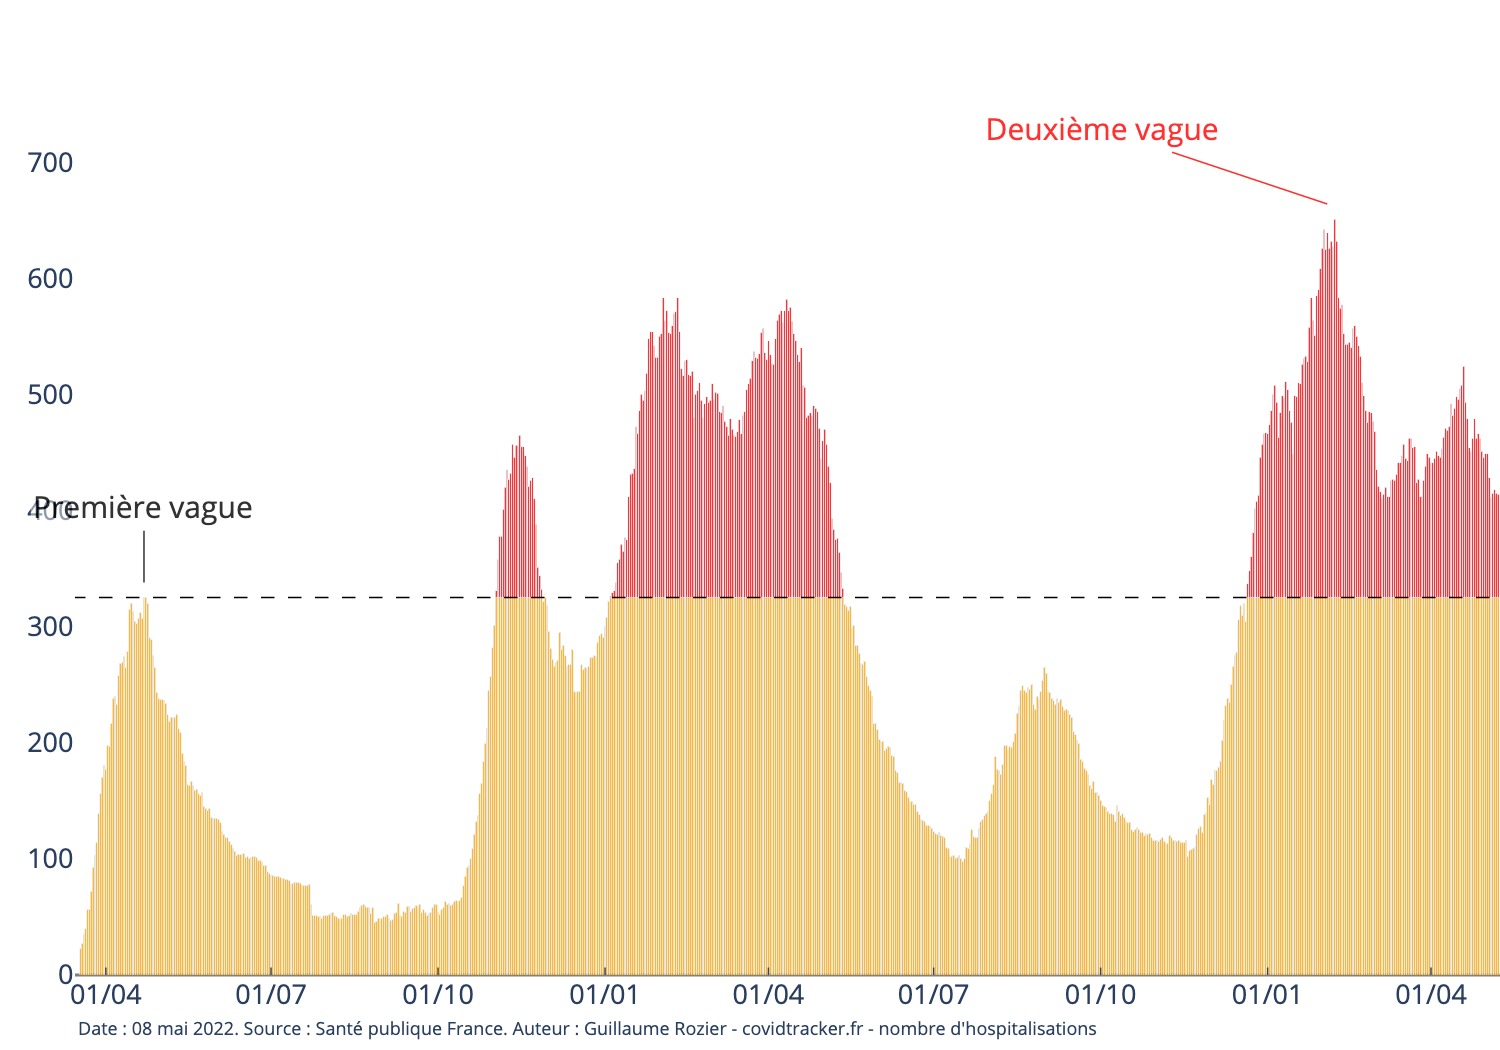 Deuxième vague
700
600
500
400
Première vague
300
200
100
0
01/04 01/07 01/10 01/01 01/04 01/07 01/10 01/01 01/04
Date : 08 mai 2022. Source : Santé publique France. Auteur : Guillaume Rozier - covidtracker.fr - nombre d'hospitalisations